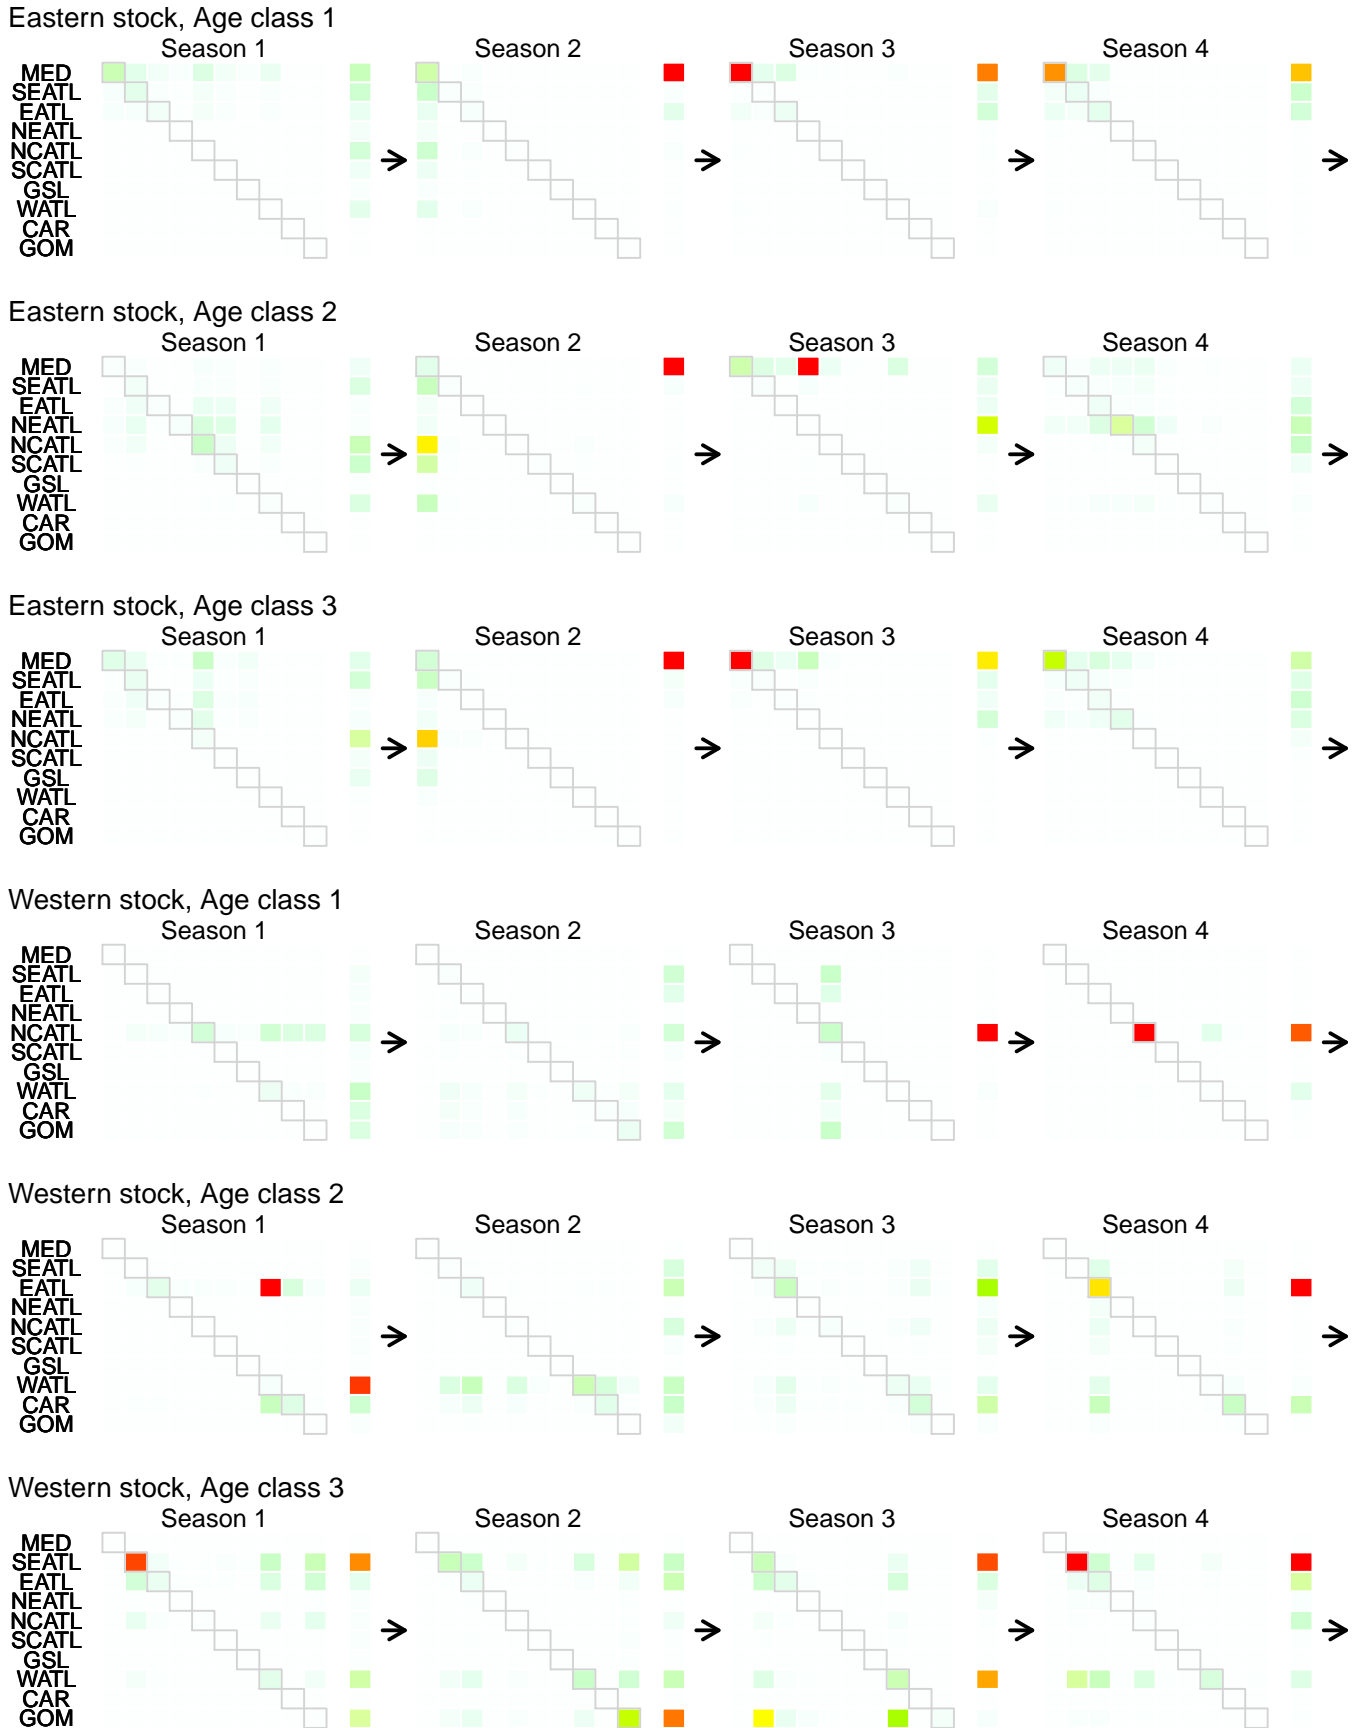 Eastern stock, Age class 1
Season 1 Season 2 Season 3 Season 4
MED
SEATL
EATL
NEATL
NCATL
SCATL
GSL
WATL
CAR
GOM
Eastern stock, Age class 2
Season 1 Season 2 Season 3 Season 4
MED
SEATL
EATL
NEATL
NCATL
SCATL
GSL
WATL
CAR
GOM
Eastern stock, Age class 3
Season 1 Season 2 Season 3 Season 4
MED
SEATL
EATL
NEATL
NCATL
SCATL
GSL
WATL
CAR
GOM
Western stock, Age class 1
Season 1 Season 2 Season 3 Season 4
MED
SEATL
EATL
NEATL
NCATL
SCATL
GSL
WATL
CAR
GOM
Western stock, Age class 2
Season 1 Season 2 Season 3 Season 4
MED
SEATL
EATL
NEATL
NCATL
SCATL
GSL
WATL
CAR
GOM
Western stock, Age class 3
Season 1 Season 2 Season 3 Season 4
MED
SEATL
EATL
NEATL
NCATL
SCATL
GSL
WATL
CAR
GOM